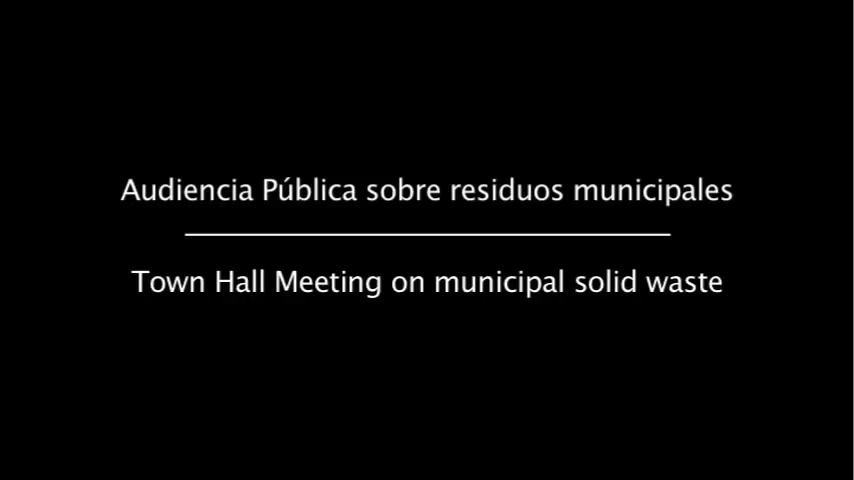 Audiencia Pública sobre residuos municipales
Town Hall Meeting on municipal solid waste